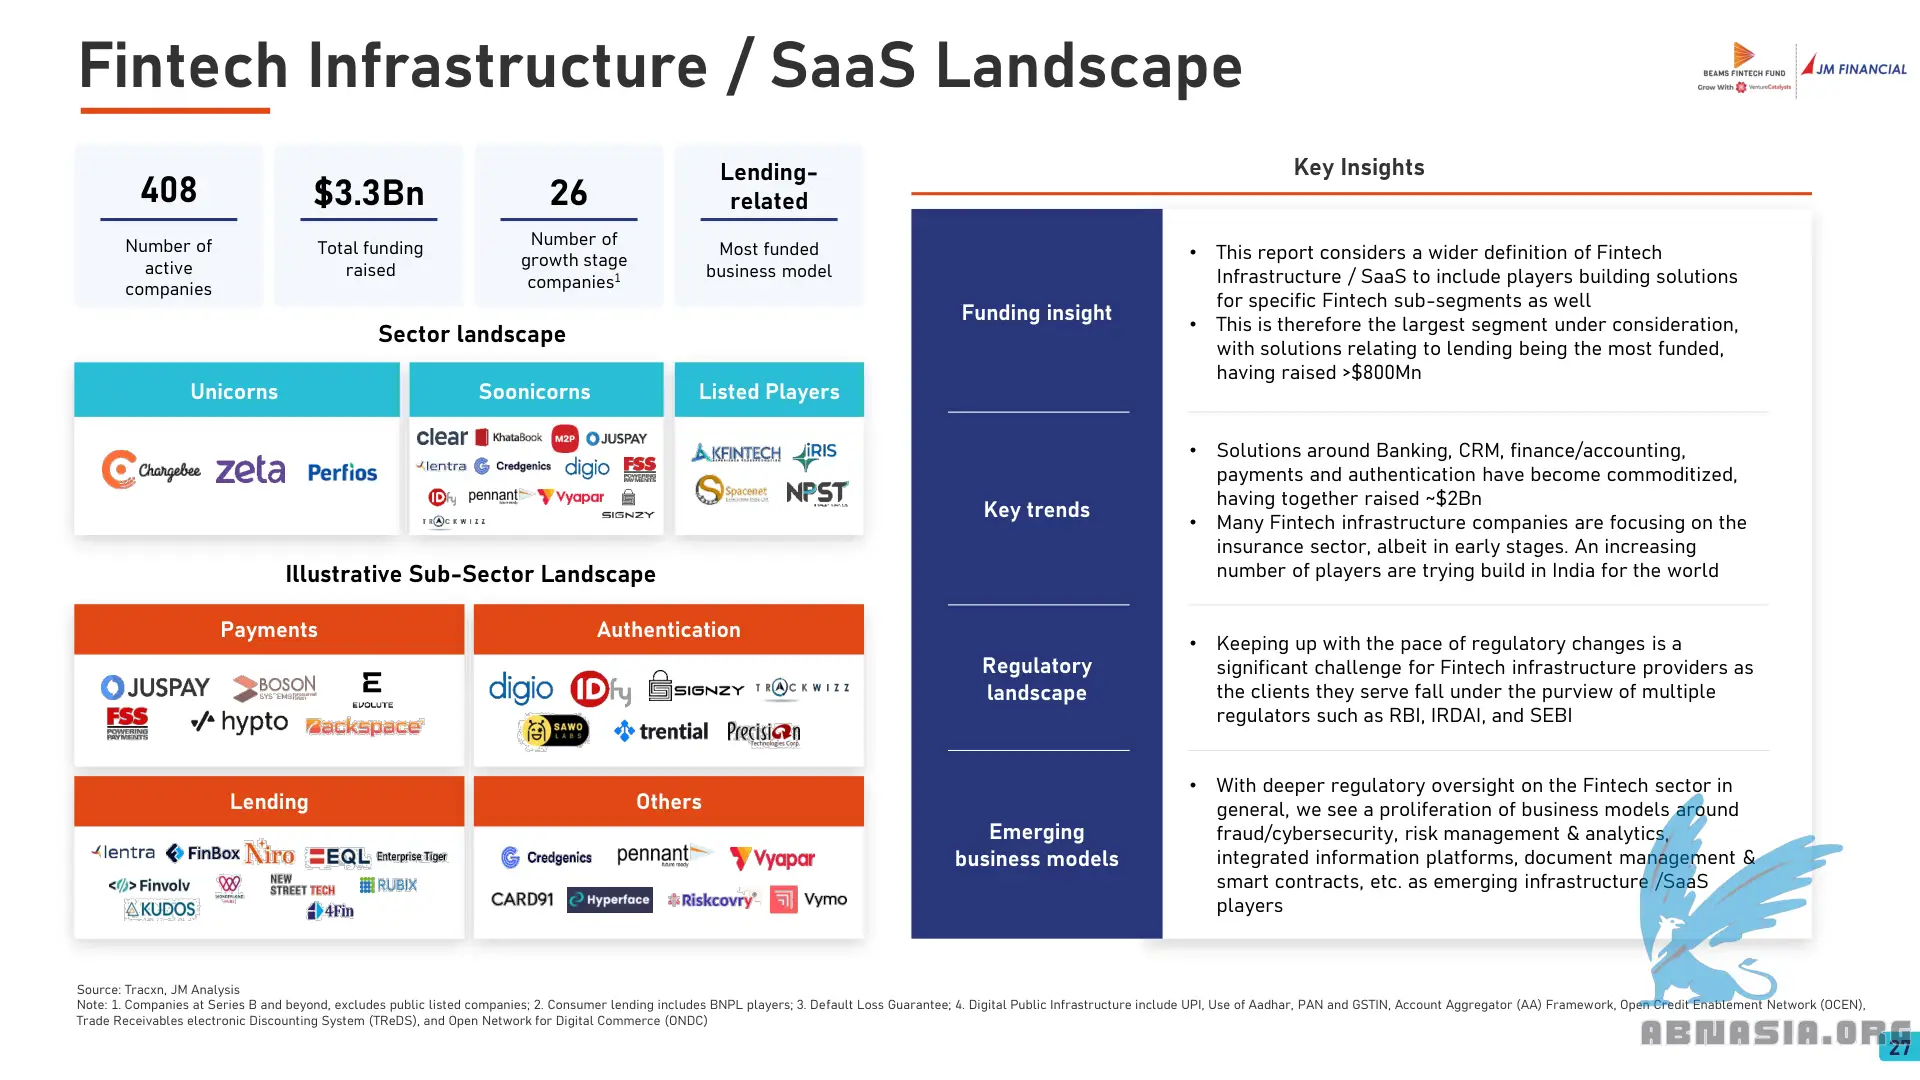 Fintech Infrastructure / SaaS Landscape
BEAMS FINTECH FUND
Grow With VentureCatalysts
JM FINANCIAL
408
Number of
active
companies
$3.3Bn
Total funding
raised
26
Number of
growth stage
companies1
Lending-
related
Most funded
business model
Sector landscape
Unicorns
Chargebee
zeta
Perfios
Soonicorns
clear
KhataBook
M2P
JUSPAY
lentra
Credgenics
digio
FSS
POWERING
PAYMENTS
IDfy
pennant
Vyapar
SIGNZY
TRACKWIZZ
Listed Players
KFINTECH
iRIS
Spacenet
NPST
Illustrative Sub-Sector Landscape
Payments
JUSPAY
BOSON
SYSTEMS
EVOLUTE
FSS
POWERING
PAYMENTS
hypto
Backspace
Authentication
digio
IDfy
SIGNZY
TRACKWIZZ
SAWO
LABS
trential
Precision
Technologies Corp.
Lending
lentra
FinBox
Niro
EQL
Enterprise Tiger
Finvolv
NEW
STREET TECH
RUBIX
KUDOS
4Fin
Others
Credgenics
pennant
future ready
Vyapar
CARD91
Hyperface
Riskcovry
Vymo
Key Insights
Funding insight
• This report considers a wider definition of Fintech
Infrastructure / SaaS to include players building solutions
for specific Fintech sub-segments as well
• This is therefore the largest segment under consideration,
with solutions relating to lending being the most funded,
having raised >$800Mn
Key trends
• Solutions around Banking, CRM, finance/accounting,
payments and authentication have become commoditized,
having together raised ~$2Bn
• Many Fintech infrastructure companies are focusing on the
insurance sector, albeit in early stages. An increasing
number of players are trying build in India for the world
Regulatory
landscape
• Keeping up with the pace of regulatory changes is a
significant challenge for Fintech infrastructure providers as
the clients they serve fall under the purview of multiple
regulators such as RBI, IRDAI, and SEBI
Emerging
business models
• With deeper regulatory oversight on the Fintech sector in
general, we see a proliferation of business models around
fraud/cybersecurity, risk management & analytics,
integrated information platforms, document management &
smart contracts, etc. as emerging infrastructure /SaaS
players
Source: Tracxn, JM Analysis
Note: 1. Companies at Series B and beyond, excludes public listed companies; 2. Consumer lending includes BNPL players; 3. Default Loss Guarantee; 4. Digital Public Infrastructure include UPI, Use of Aadhar, PAN and GSTIN, Account Aggregator (AA) Framework, Open Credit Enablement Network (OCEN),
Trade Receivables electronic Discounting System (TReDS), and Open Network for Digital Commerce (ONDC)
ABNASIA.ORG
27